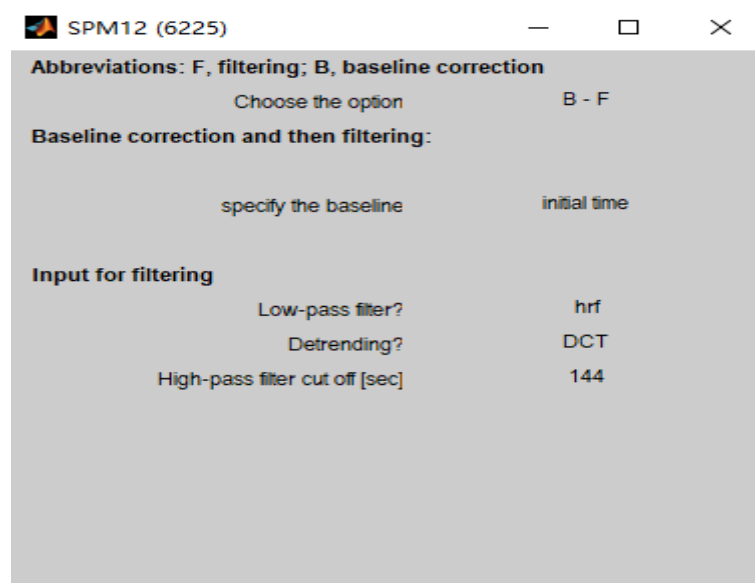 SPM12 (6225)
Abbreviations: F, filtering; B, baseline correction
Choose the option B - F
Baseline correction and then filtering:
specify the baseline initial time
Input for filtering
Low-pass filter? hrf
Detrending? DCT
High-pass filter cut off [sec] 144